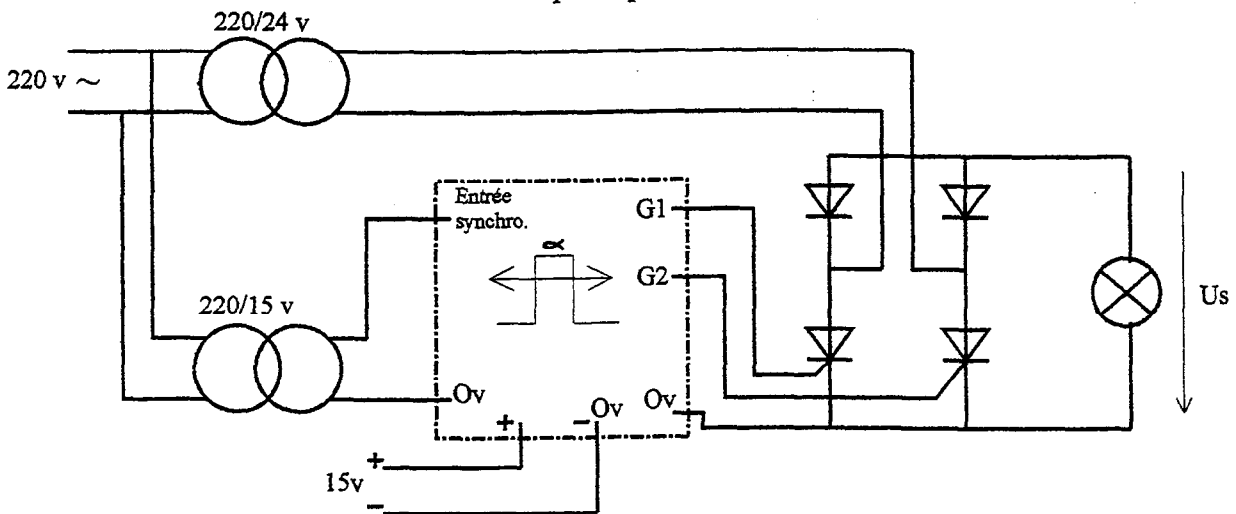 220/24 v
220 v ~
Entrée
synchro.
G1
α
G2
220/15 v
Us
Ov
+
- Ov
Ov
+
15v
-